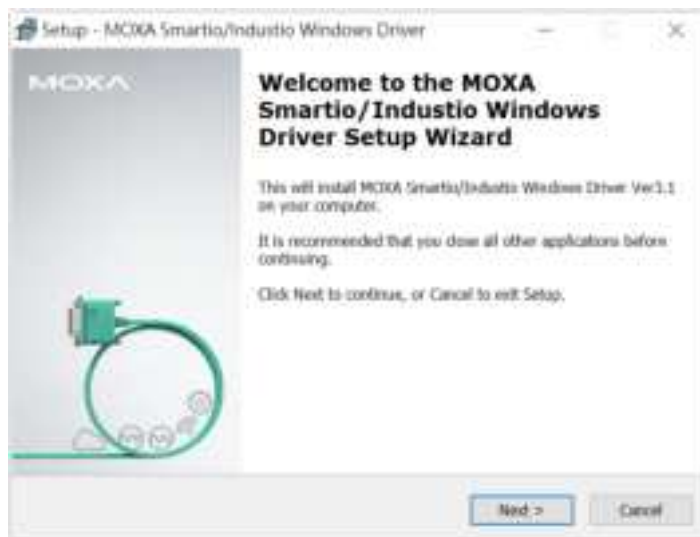 Setup - MOXA Smartio/Industio Windows Driver
MOXA
Welcome to the MOXA
Smartio/Industio Windows
Driver Setup Wizard
This will install MOXA Smartio/Industio Windows Driver Ver3.1
on your computer.
It is recommended that you close all other applications before
continuing.
Click Next to continue, or Cancel to exit Setup.
Next >
Cancel